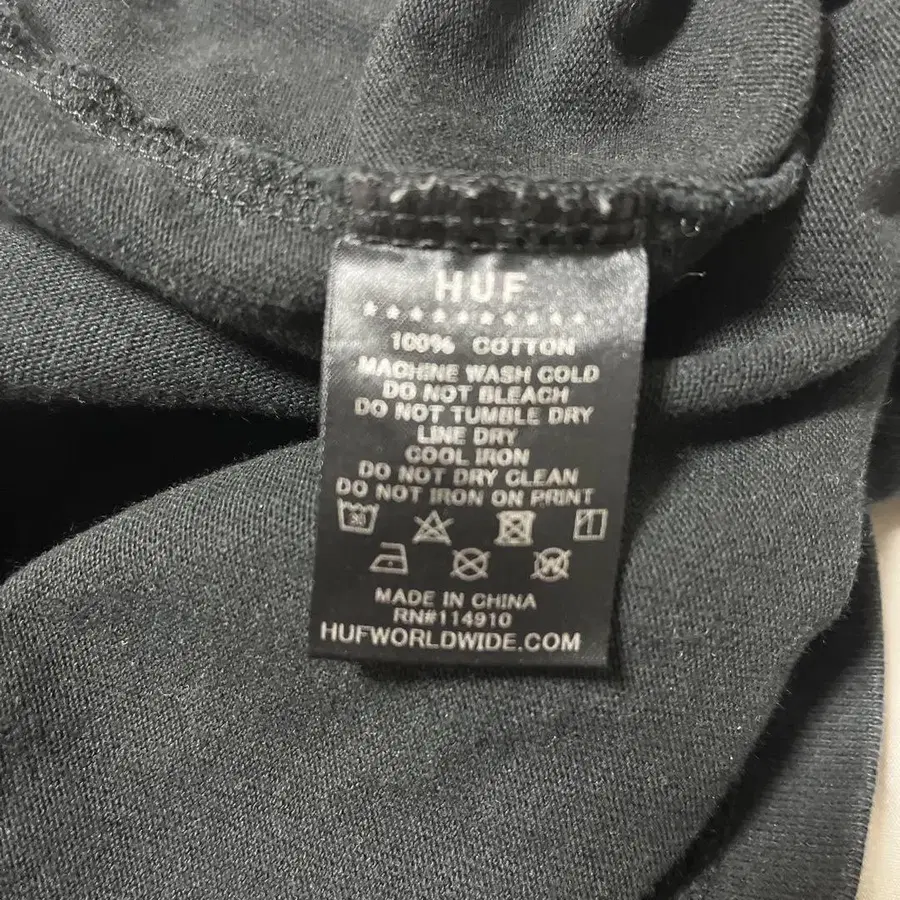 HUF
100% COTTON
MACHINE WASH COLD
DO NOT BLEACH
DO NOT TUMBLE DRY
LINE DRY
COOL IRON
DO NOT DRY CLEAN
DO NOT IRON ON PRINT
30
W
MADE IN CHINA
RN#114910
HUFWORLDWIDE.COM